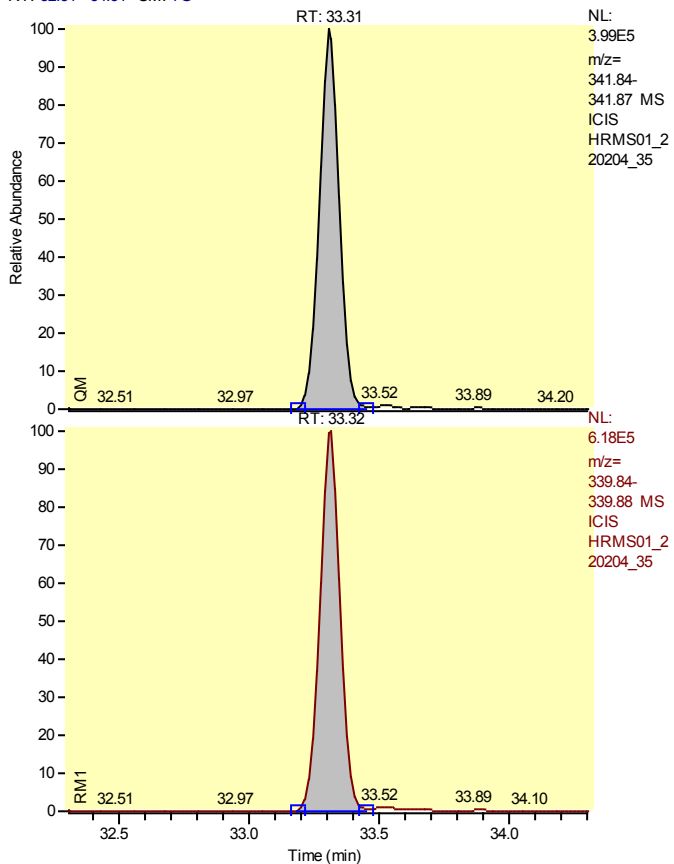 RT: 33.31
NL:
3.99E5
m/z=
341.84-
341.87 MS
ICIS
HRMS01_2
20204_35
100
90
80
70
60
50
40
30
20
10
0
Relative Abundance
QM
32.51 32.97 33.52 33.89 34.20
RT: 33.32
NL:
6.18E5
m/z=
339.84-
339.88 MS
ICIS
HRMS01_2
20204_35
100
90
80
70
60
50
40
30
20
10
0
RM1
32.51 32.97 33.52 33.89 34.10
32.5 33.0 33.5 34.0
Time (min)